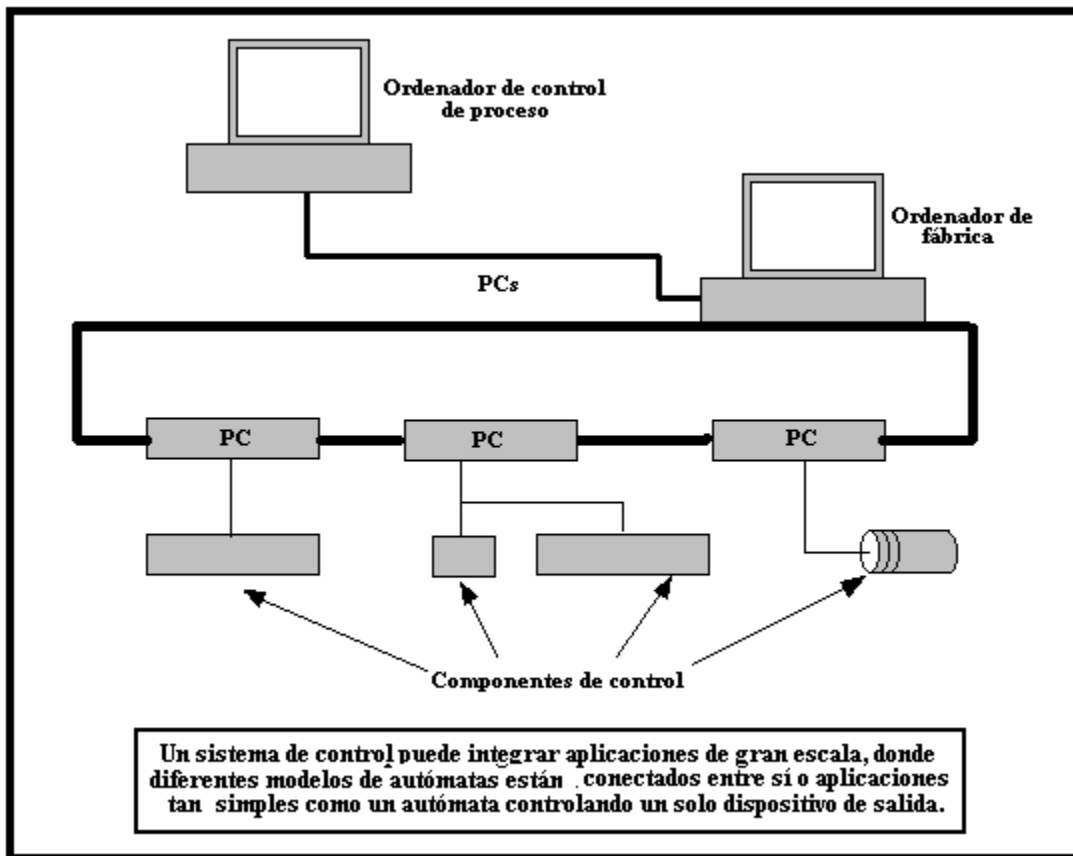 Ordenador de control
de proceso
Ordenador de
fábrica
PCs
PC
PC
PC
Componentes de control
Un sistema de control puede integrar aplicaciones de gran escala, donde
diferentes modelos de autómatas están . conectados entre sí o aplicaciones
tan simples como un autómata controlando un solo dispositivo de salida.